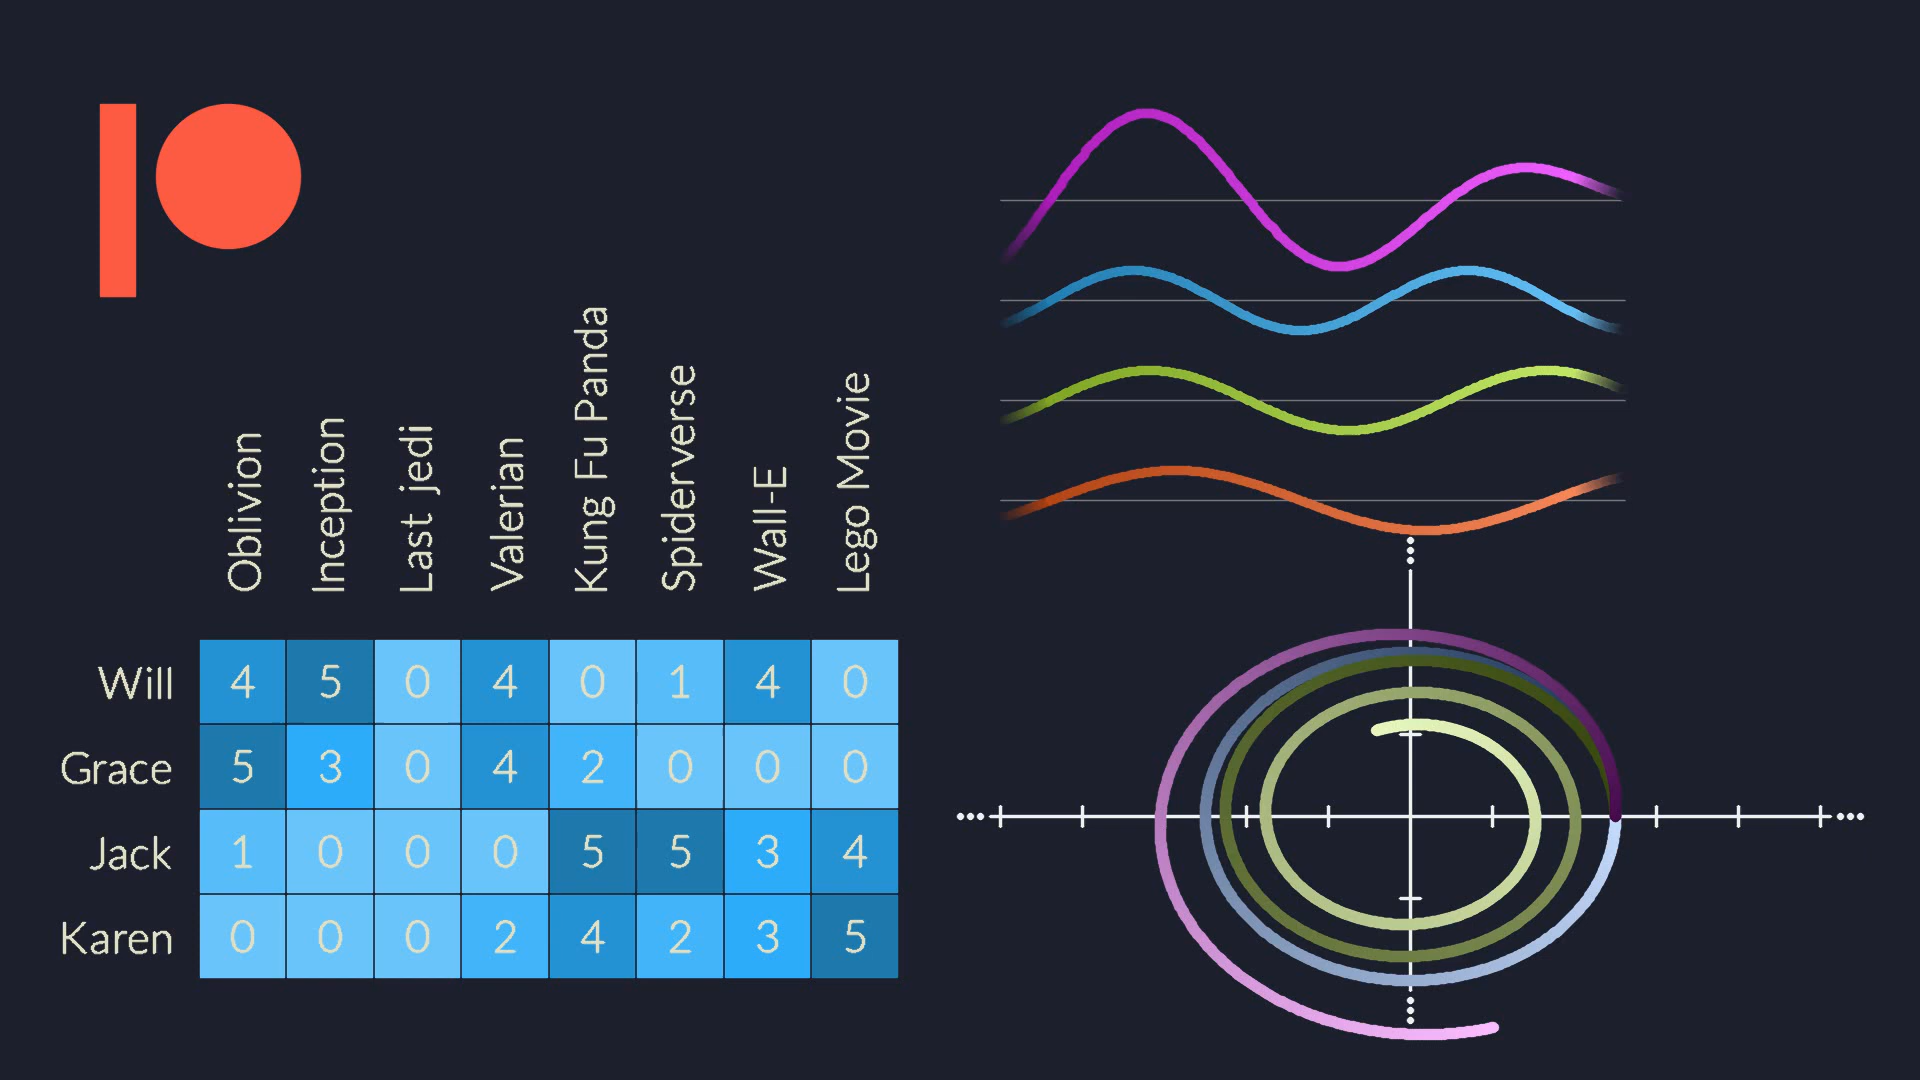 Oblivion Inception Last jedi Valerian Kung Fu Panda Spiderverse Wall-E Lego Movie
Will 4 5 0 4 0 1 4 0
Grace 5 3 0 4 2 0 0 0
Jack 1 0 0 0 5 5 3 4
Karen 0 0 0 2 4 2 3 5